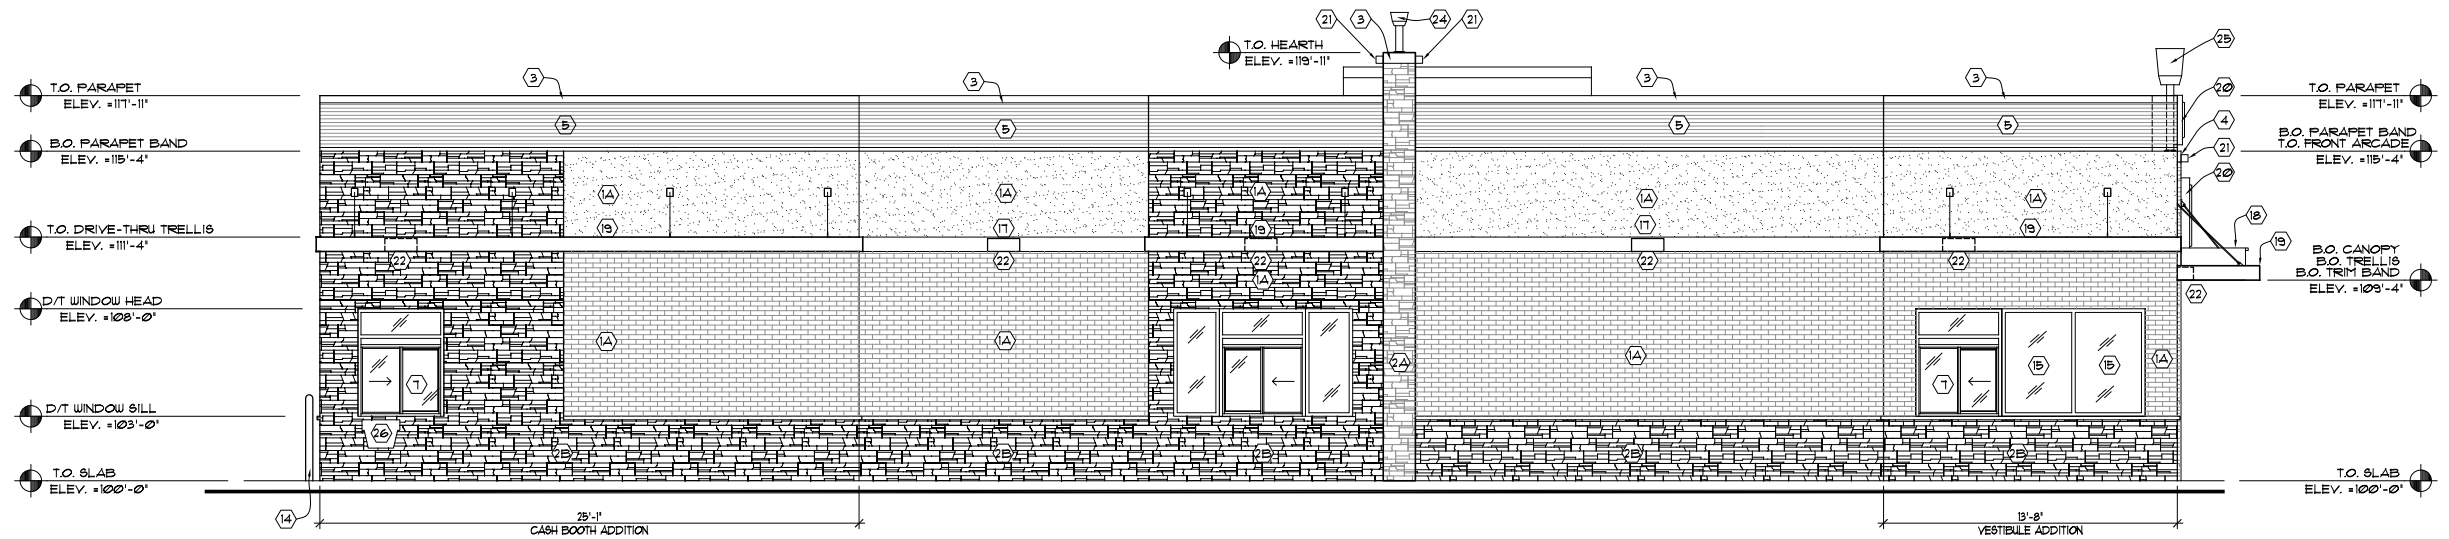 21
3
24
21
T.O. HEARTH
ELEV. =119'-11"
25
3
3
3
3
T.O. PARAPET
ELEV. =117'-11"
20
T.O. PARAPET
ELEV. =117'-11"
5
5
5
5
4
B.O. PARAPET BAND
ELEV. =115'-4"
21
B.O. PARAPET BAND
T.O. FRONT ARCADE
ELEV. =115'-4"
20
1A
1A
1A
1A
1A
T.O. DRIVE-THRU TRELLIS
ELEV. =111'-4"
19
17
19
17
19
18
19
22
22
22
22
22
B.O. CANOPY
B.O. TRELLIS
B.O. TRIM BAND
ELEV. =109'-4"
1A
22
D/T WINDOW HEAD
ELEV. =108'-0"
1A
1A
2A
1A
15
15
1A
7
7
D/T WINDOW SILL
ELEV. =103'-0"
26
2B
2B
2B
2B
2B
T.O. SLAB
ELEV. =100'-0"
T.O. SLAB
ELEV. =100'-0"
14
25'-1"
CASH BOOTH ADDITION
13'-8"
VESTIBULE ADDITION